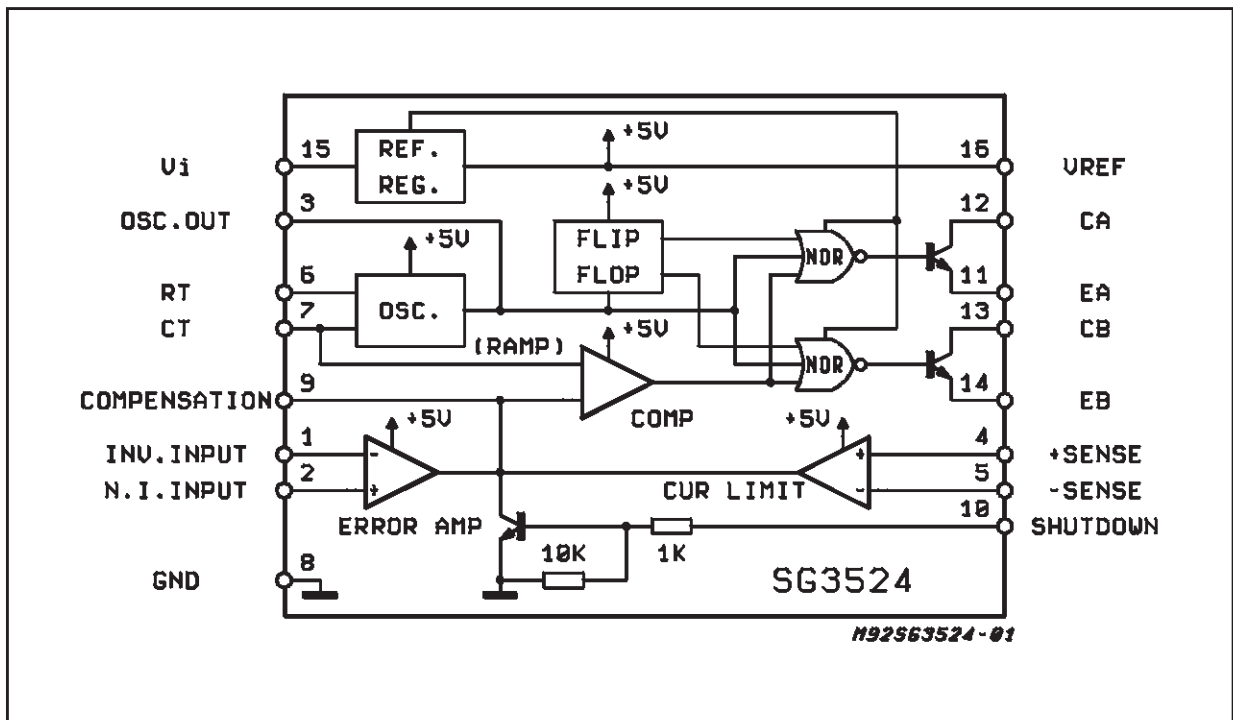 +5V
Vi 15 REF. REG. 16 VREF
+5V
OSC.OUT 3 12 CA
+5V FLIP FLOP NOR
RT 6 11 EA
CT 7 OSC. 13 CB
+5V
(RAMP) NOR
COMPENSATION 9 14 EB
COMP
+5V +5V
INV.INPUT 1 - + 4 +SENSE
N.I.INPUT 2 + - 5 -SENSE
CUR LIMIT
ERROR AMP 10 SHUTDOWN
10K 1K
GND 8
SG3524
M92SG3524-01